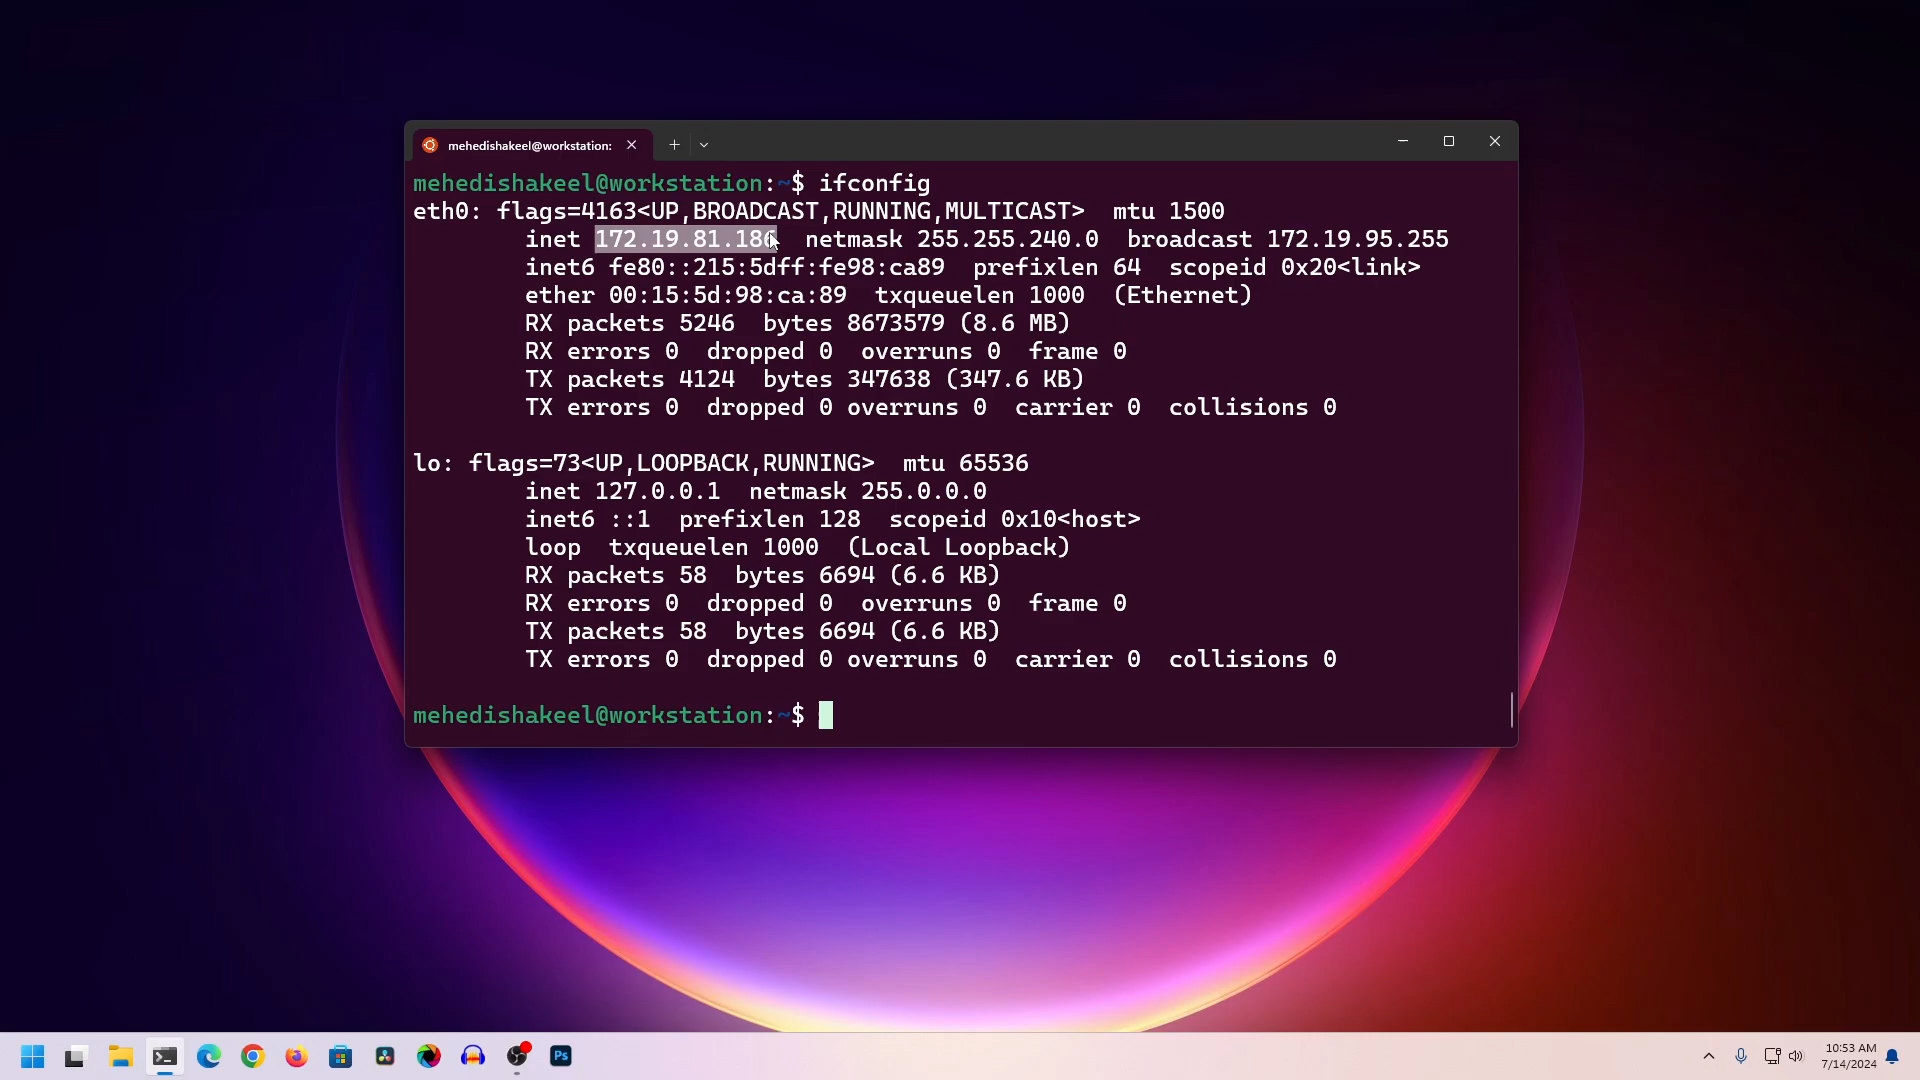 mehedishakeel@workstation:
mehedishakeel@workstation:~$ ifconfig
eth0: flags=4163<UP,BROADCAST,RUNNING,MULTICAST>  mtu 1500
        inet 172.19.81.186  netmask 255.255.240.0  broadcast 172.19.95.255
        inet6 fe80::215:5dff:fe98:ca89  prefixlen 64  scopeid 0x20<link>
        ether 00:15:5d:98:ca:89  txqueuelen 1000  (Ethernet)
        RX packets 5246  bytes 8673579 (8.6 MB)
        RX errors 0  dropped 0  overruns 0  frame 0
        TX packets 4124  bytes 347638 (347.6 KB)
        TX errors 0  dropped 0 overruns 0  carrier 0  collisions 0
lo: flags=73<UP,LOOPBACK,RUNNING>  mtu 65536
        inet 127.0.0.1  netmask 255.0.0.0
        inet6 ::1  prefixlen 128  scopeid 0x10<host>
        loop  txqueuelen 1000  (Local Loopback)
        RX packets 58  bytes 6694 (6.6 KB)
        RX errors 0  dropped 0  overruns 0  frame 0
        TX packets 58  bytes 6694 (6.6 KB)
        TX errors 0  dropped 0 overruns 0  carrier 0  collisions 0
mehedishakeel@workstation:~$
Ps
10:53 AM
7/14/2024